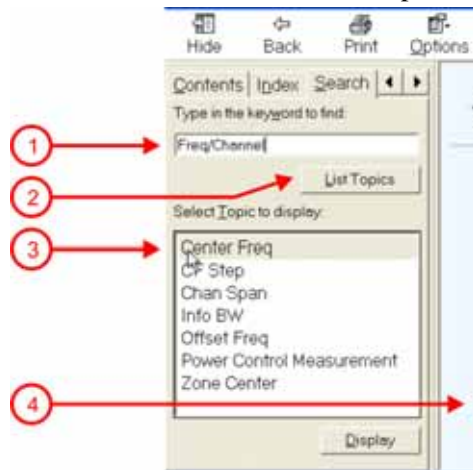 Hide Back Print Options
Contents Index Search
Type in the keyword to find:
1
Freq/Channel
2
List Topics
Select Topic to display:
3
Center Freq
CF Step
Chan Span
Info BW
Offset Freq
Power Control Measurement
Zone Center
4
Display